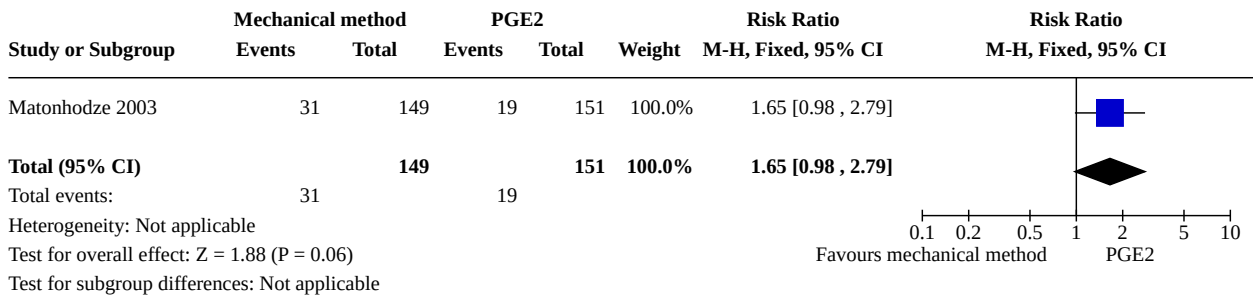 Mechanical method PGE2 Risk Ratio Risk Ratio
Study or Subgroup Events Total Events Total Weight M-H, Fixed, 95% CI M-H, Fixed, 95% CI
Matonhodze 2003 31 149 19 151 100.0% 1.65 [0.98 , 2.79]
Total (95% CI) 149 151 100.0% 1.65 [0.98 , 2.79]
Total events: 31 19
Heterogeneity: Not applicable
0.1 0.2 0.5 1 2 5 10
Test for overall effect: Z = 1.88 (P = 0.06) Favours mechanical method PGE2
Test for subgroup differences: Not applicable